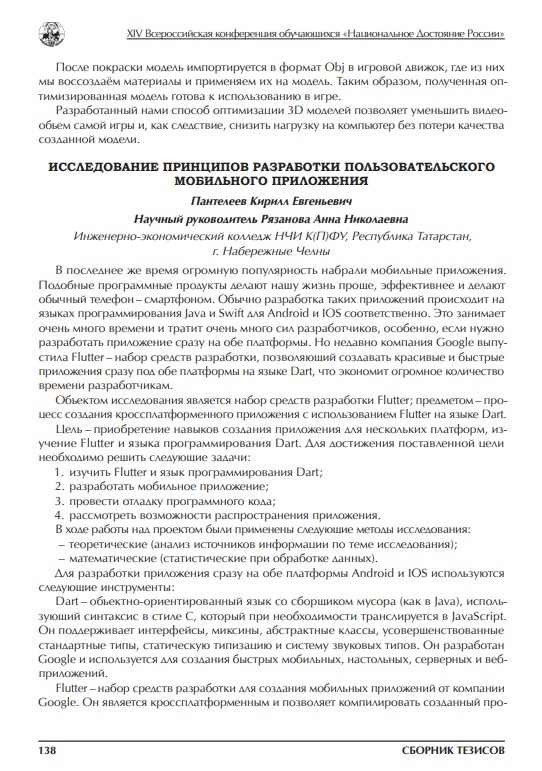 XIV Всероссийская конференция обучающихся «Национальное Достояние России»
После покраски модель импортируется в формат Obj в игровой движок, где из них
мы воссоздаём материалы и применяем их на модель. Таким образом, полученная оп-
тимизированная модель готова к использованию в игре.
Разработанный нами способ оптимизации 3D моделей позволяет уменьшить видео-
объем самой игры и, как следствие, снизить нагрузку на компьютер без потери качества
созданной модели.
ИССЛЕДОВАНИЕ ПРИНЦИПОВ РАЗРАБОТКИ ПОЛЬЗОВАТЕЛЬСКОГО
МОБИЛЬНОГО ПРИЛОЖЕНИЯ
Пантелеев Кирилл Евгеньевич
Научный руководитель Рязанова Анна Николаевна
Инженерно-экономический колледж НЧИ К(П)ФУ, Республика Татарстан,
г. Набережные Челны
В последнее же время огромную популярность набрали мобильные приложения.
Подобные программные продукты делают нашу жизнь проще, эффективнее и делают
обычный телефон – смартфоном. Обычно разработка таких приложений происходит на
языках программирования Java и Swift для Android и IOS соответственно. Это занимает
очень много времени и тратит очень много сил разработчиков, особенно, если нужно
разработать приложение сразу на обе платформы. Но недавно компания Google выпу-
стила Flutter – набор средств разработки, позволяющий создавать красивые и быстрые
приложения сразу под обе платформы на языке Dart, что экономит огромное количество
времени разработчикам.
Объектом исследования является набор средств разработки Flutter; предметом – про-
цесс создания кроссплатформенного приложения с использованием Flutter на языке Dart.
Цель – приобретение навыков создания приложения для нескольких платформ, из-
учение Flutter и языка программирования Dart. Для достижения поставленной цели
необходимо решить следующие задачи:
1. изучить Flutter и язык программирования Dart;
2. разработать мобильное приложение;
3. провести отладку программного кода;
4. рассмотреть возможности распространения приложения.
В ходе работы над проектом были применены следующие методы исследования:
– теоретические (анализ источников информации по теме исследования);
– математические (статистические при обработке данных).
Для разработки приложения сразу на обе платформы Android и IOS используются
следующие инструменты:
Dart – объектно-ориентированный язык со сборщиком мусора (как в Java), исполь-
зующий синтаксис в стиле С, который при необходимости транслируется в JavaScript.
Он поддерживает интерфейсы, миксины, абстрактные классы, усовершенствованные
стандартные типы, статическую типизацию и систему звуковых типов. Он разработан
Google и используется для создания быстрых мобильных, настольных, серверных и веб-
приложений.
Flutter – набор средств разработки для создания мобильных приложений от компании
Google. Он является кроссплатформенным и позволяет компилировать созданный про-
138
СБОРНИК ТЕЗИСОВ